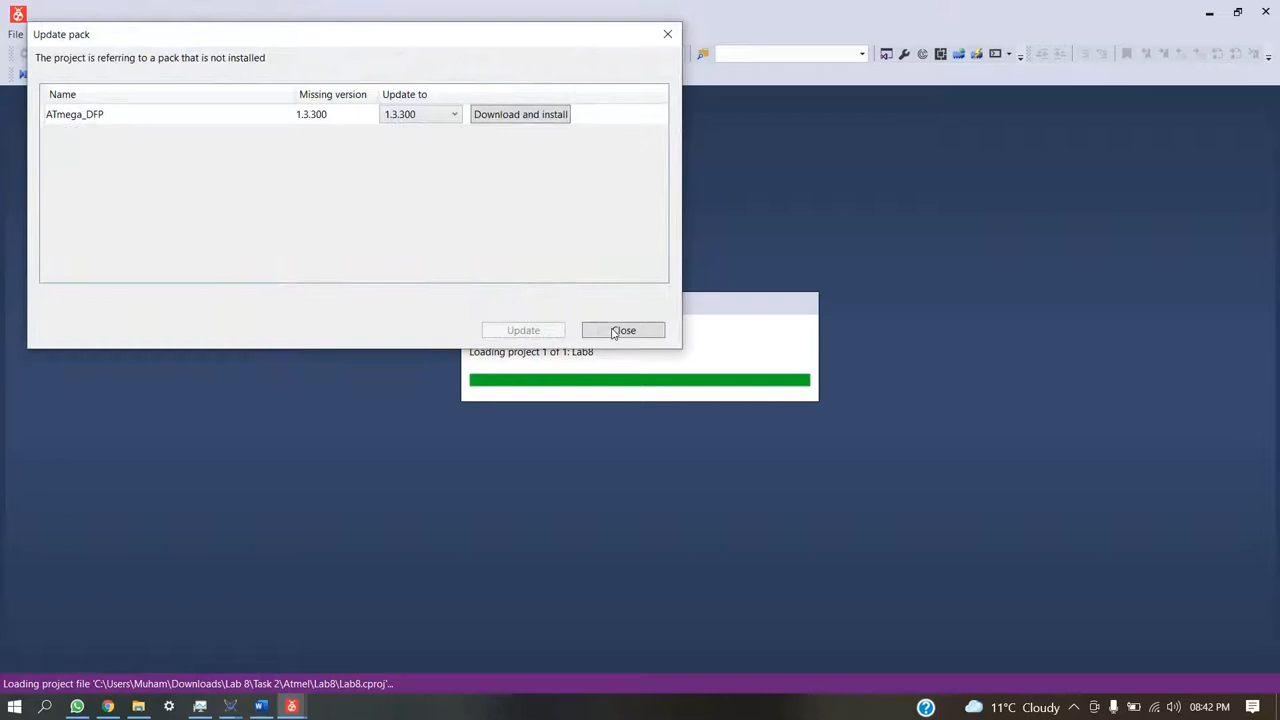 Update pack
File
The project is referring to a pack that is not installed
Name Missing version Update to
ATmega_DFP 1.3.300 1.3.300 Download and install
Update Close
Loading project 1 of 1: Lab8
Loading project file 'C:\Users\Muham\Downloads\Lab 8\Task 2\Atmel\Lab8\Lab8.cproj'...
11°C Cloudy 08:42 PM